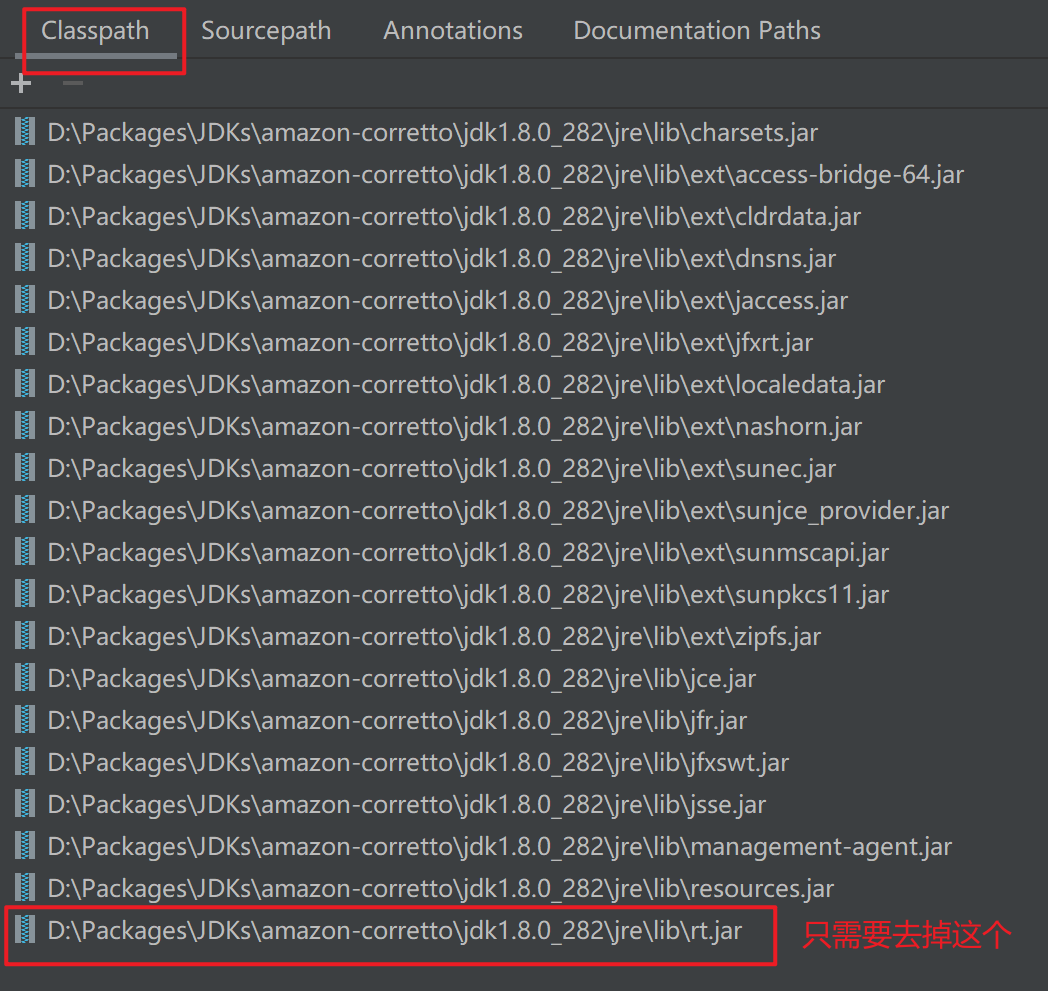 Classpath Sourcepath Annotations Documentation Paths
D:\Packages\JDKs\amazon-corretto\jdk1.8.0_282\jre\lib\charsets.jar
D:\Packages\JDKs\amazon-corretto\jdk1.8.0_282\jre\lib\ext\access-bridge-64.jar
D:\Packages\JDKs\amazon-corretto\jdk1.8.0_282\jre\lib\ext\cldrdata.jar
D:\Packages\JDKs\amazon-corretto\jdk1.8.0_282\jre\lib\ext\dnsns.jar
D:\Packages\JDKs\amazon-corretto\jdk1.8.0_282\jre\lib\ext\jaccess.jar
D:\Packages\JDKs\amazon-corretto\jdk1.8.0_282\jre\lib\ext\jfxrt.jar
D:\Packages\JDKs\amazon-corretto\jdk1.8.0_282\jre\lib\ext\localedata.jar
D:\Packages\JDKs\amazon-corretto\jdk1.8.0_282\jre\lib\ext\nashorn.jar
D:\Packages\JDKs\amazon-corretto\jdk1.8.0_282\jre\lib\ext\sunec.jar
D:\Packages\JDKs\amazon-corretto\jdk1.8.0_282\jre\lib\ext\sunjce_provider.jar
D:\Packages\JDKs\amazon-corretto\jdk1.8.0_282\jre\lib\ext\sunmscapi.jar
D:\Packages\JDKs\amazon-corretto\jdk1.8.0_282\jre\lib\ext\sunpkcs11.jar
D:\Packages\JDKs\amazon-corretto\jdk1.8.0_282\jre\lib\ext\zipfs.jar
D:\Packages\JDKs\amazon-corretto\jdk1.8.0_282\jre\lib\jce.jar
D:\Packages\JDKs\amazon-corretto\jdk1.8.0_282\jre\lib\jfr.jar
D:\Packages\JDKs\amazon-corretto\jdk1.8.0_282\jre\lib\jfxswt.jar
D:\Packages\JDKs\amazon-corretto\jdk1.8.0_282\jre\lib\jsse.jar
D:\Packages\JDKs\amazon-corretto\jdk1.8.0_282\jre\lib\management-agent.jar
D:\Packages\JDKs\amazon-corretto\jdk1.8.0_282\jre\lib\resources.jar
D:\Packages\JDKs\amazon-corretto\jdk1.8.0_282\jre\lib\rt.jar 只需要去掉这个